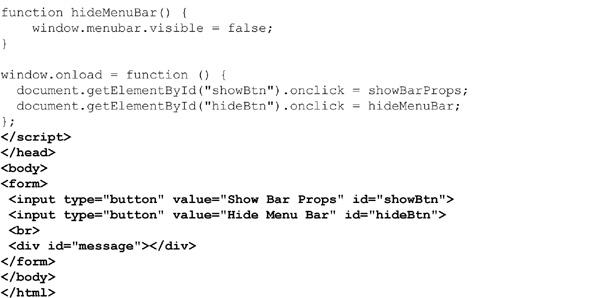 function hideMenuBar() {
    window.menubar.visible = false;
}

window.onload = function () {
  document.getElementById("showBtn").onclick = showBarProps;
  document.getElementById("hideBtn").onclick = hideMenuBar;
};
</script>
</head>
<body>
<form>
 <input type="button" value="Show Bar Props" id="showBtn">
 <input type="button" value="Hide Menu Bar" id="hideBtn">
 <br>
 <div id="message"></div>
</form>
</body>
</html>